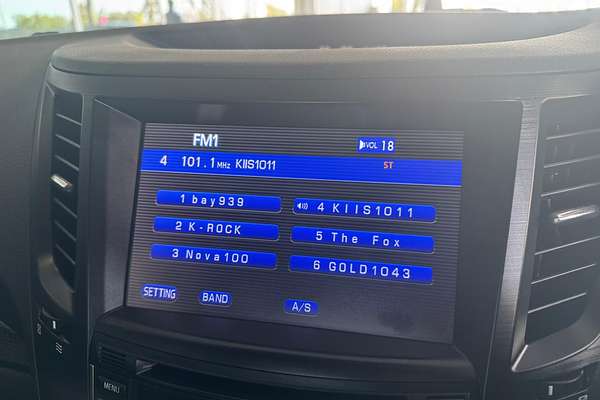 FM1
VOL 18
4 101.1 MHz KIIS1011
ST
1 bay939
4 KIIS1011
2 K-ROCK
5 The Fox
3 Nova100
6 GOLD1043
SETTING
BAND
A/S
MENU